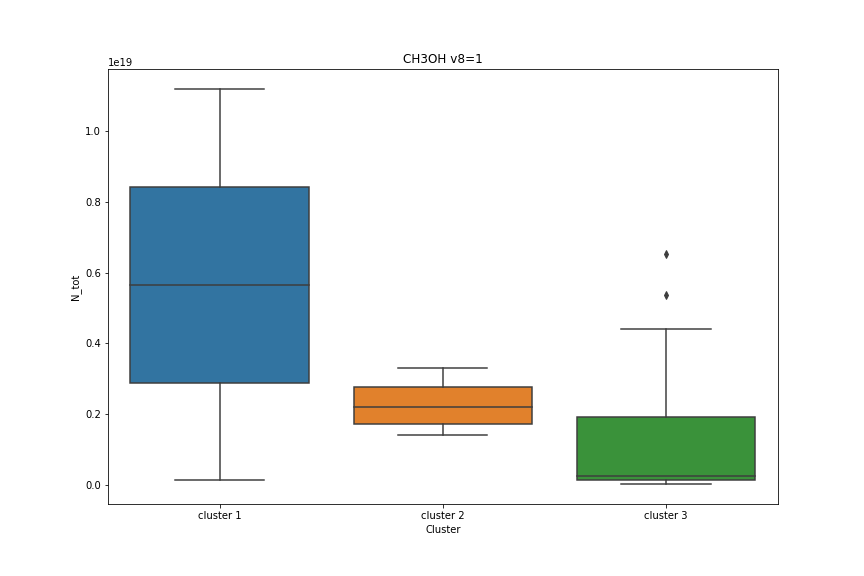 CH3OH v8=1
1e19
1.0
0.8
0.6
0.4
0.2
0.0
N_tot
cluster 1
cluster 2
cluster 3
Cluster